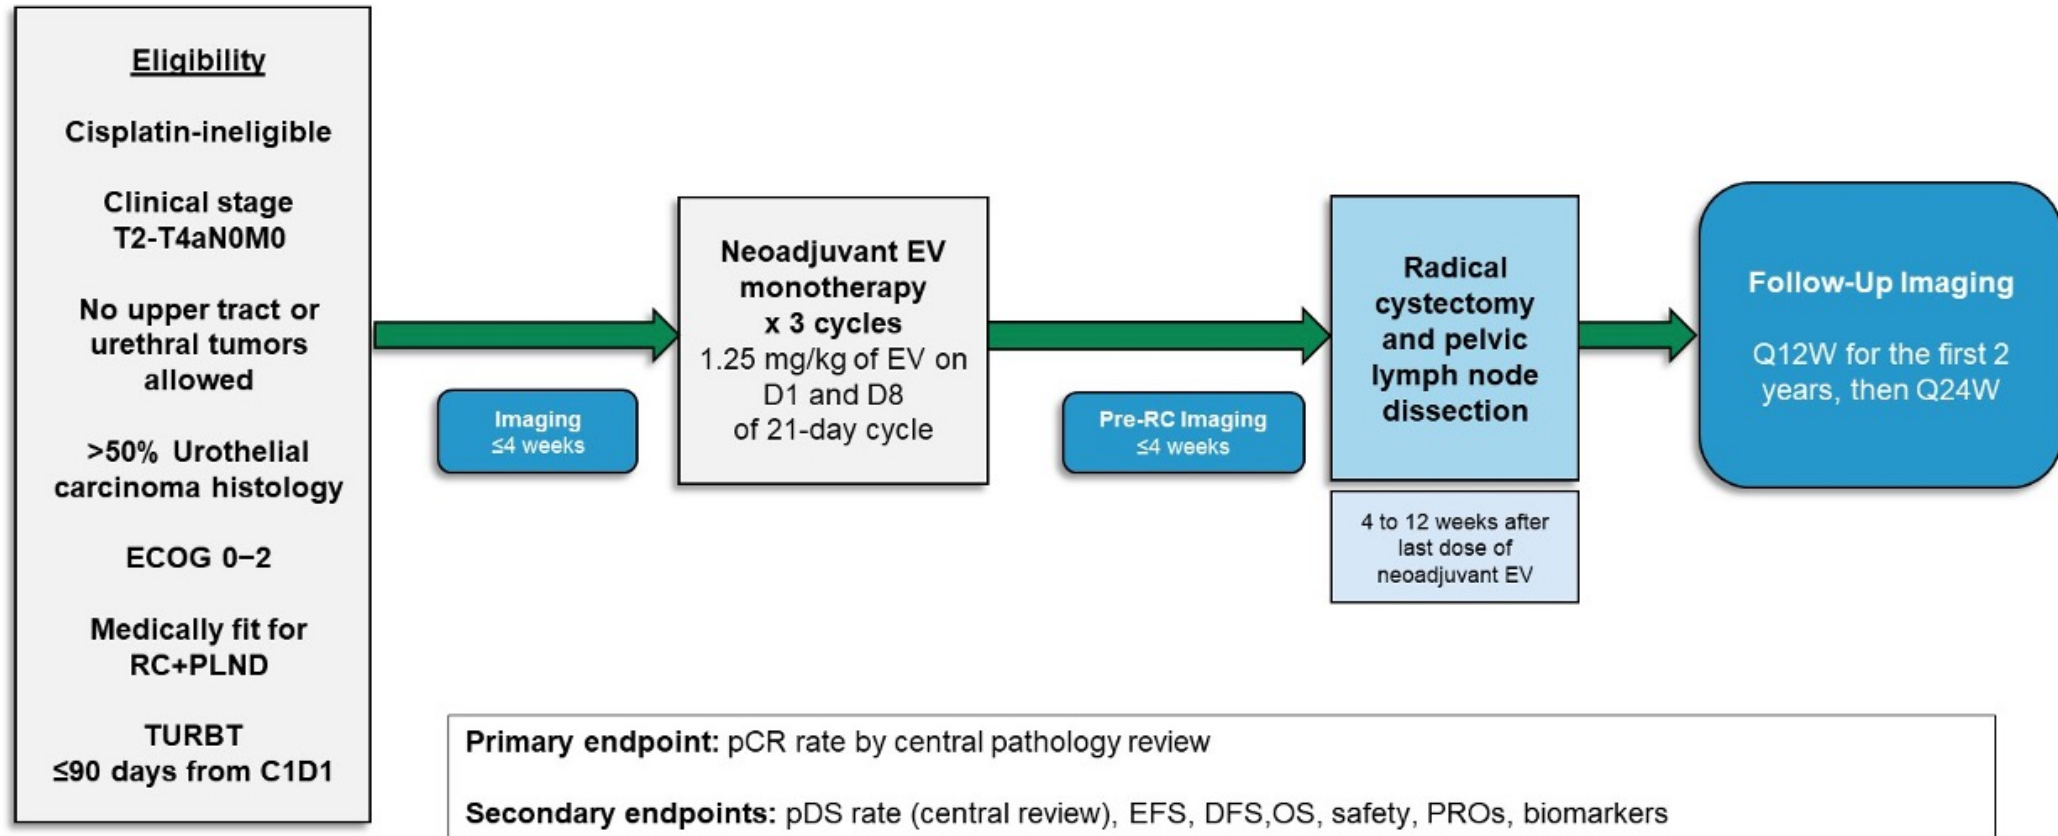 Eligibility
Cisplatin-ineligible
Clinical stage
T2-T4aN0M0
No upper tract or
urethral tumors
allowed
>50% Urothelial
carcinoma histology
ECOG 0−2
Medically fit for
RC+PLND
TURBT
≤90 days from C1D1
Imaging
≤4 weeks
Neoadjuvant EV
monotherapy
x 3 cycles
1.25 mg/kg of EV on
D1 and D8
of 21-day cycle
Pre-RC Imaging
≤4 weeks
Radical
cystectomy
and pelvic
lymph node
dissection
4 to 12 weeks after
last dose of
neoadjuvant EV
Follow-Up Imaging
Q12W for the first 2
years, then Q24W
Primary endpoint: pCR rate by central pathology review
Secondary endpoints: pDS rate (central review), EFS, DFS,OS, safety, PROs, biomarkers